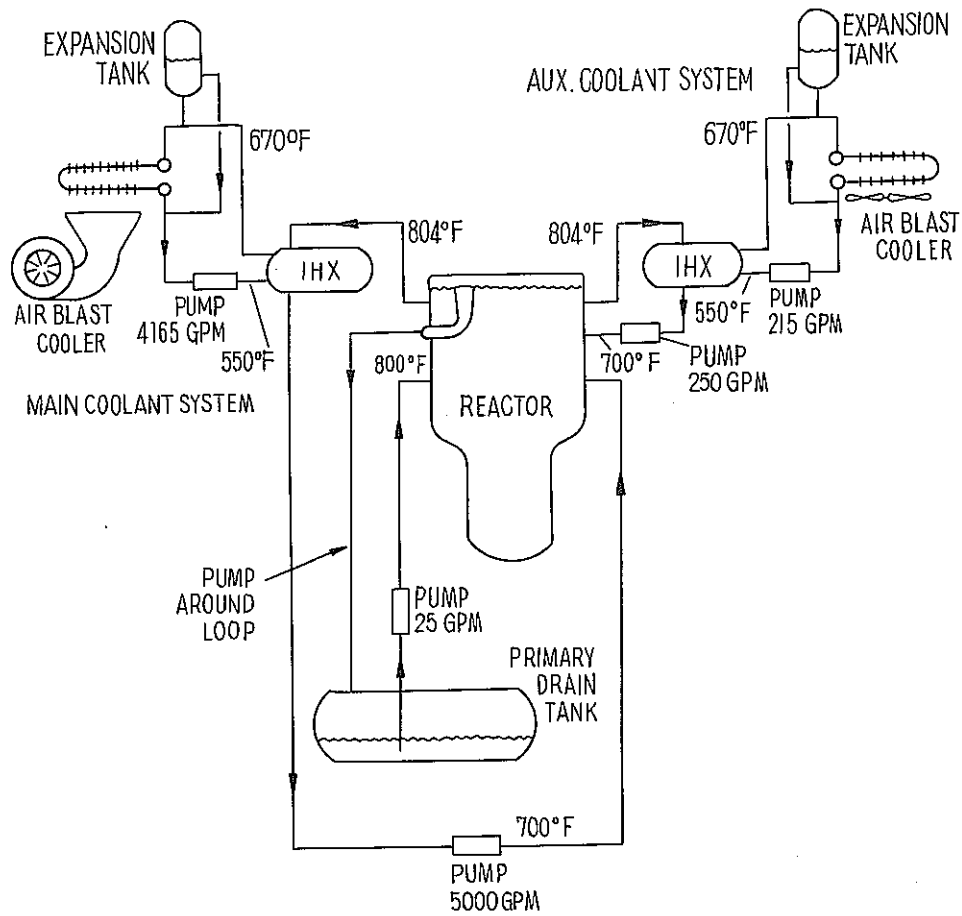 EXPANSION
TANK
AUX. COOLANT SYSTEM
EXPANSION
TANK
670°F
670°F
804°F
804°F
IHX
IHX
AIR BLAST
COOLER
AIR BLAST
COOLER
PUMP
4165 GPM
550°F
550°F
PUMP
215 GPM
800°F
700°F
PUMP
250 GPM
MAIN COOLANT SYSTEM
REACTOR
PUMP
AROUND
LOOP
PUMP
25 GPM
PRIMARY
DRAIN
TANK
700°F
PUMP
5000 GPM